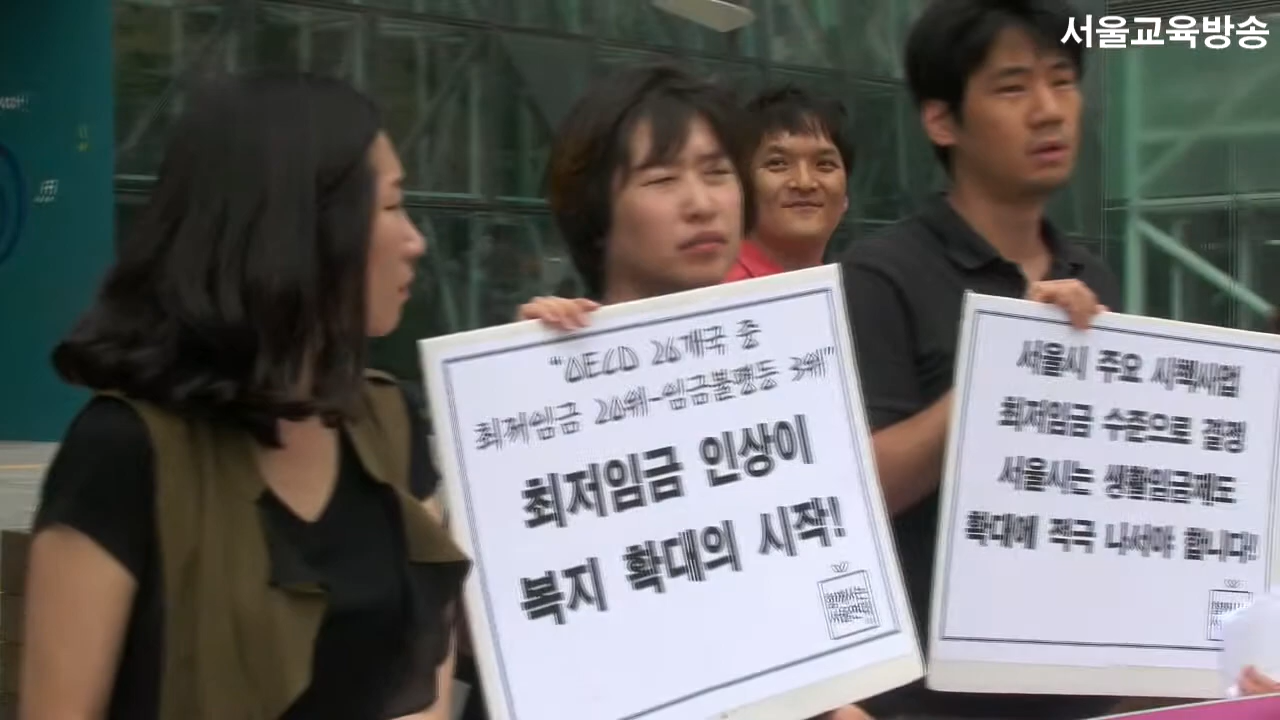 서울교육방송
"OECD 26개국 중
최저임금 20위-임금불평등 3위"
최저임금 인상이
복지 확대의 시작!
서울시 주요 시책사업
최저임금 수준으로 결정
서울시는 생활임금제도
확대에 적극 나서야 합니다!
함께사는